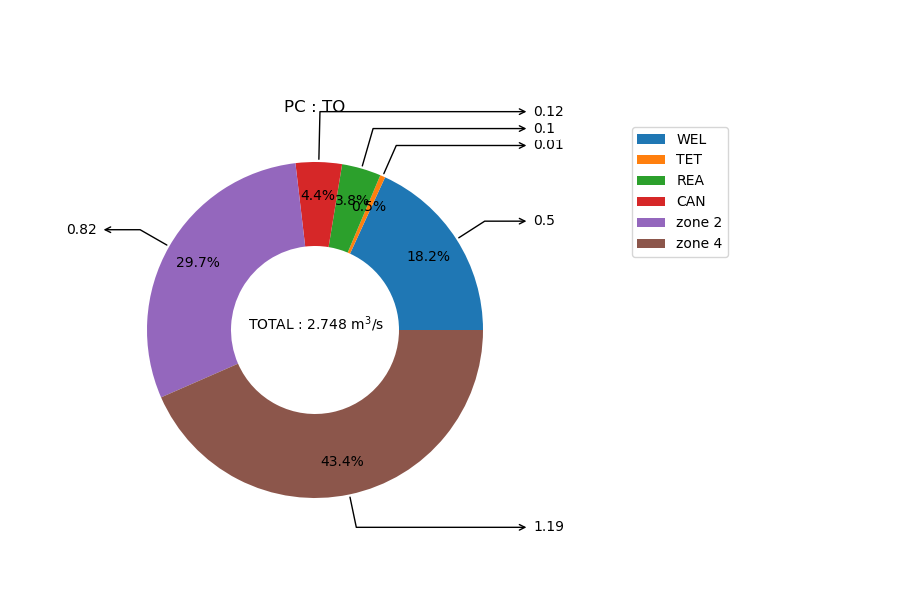 PC : TO
0.12
0.1
0.01
0.5
0.82
1.19
4.4%
3.8%
0.5%
18.2%
29.7%
43.4%
TOTAL : 2.748 m³/s
WEL
TET
REA
CAN
zone 2
zone 4